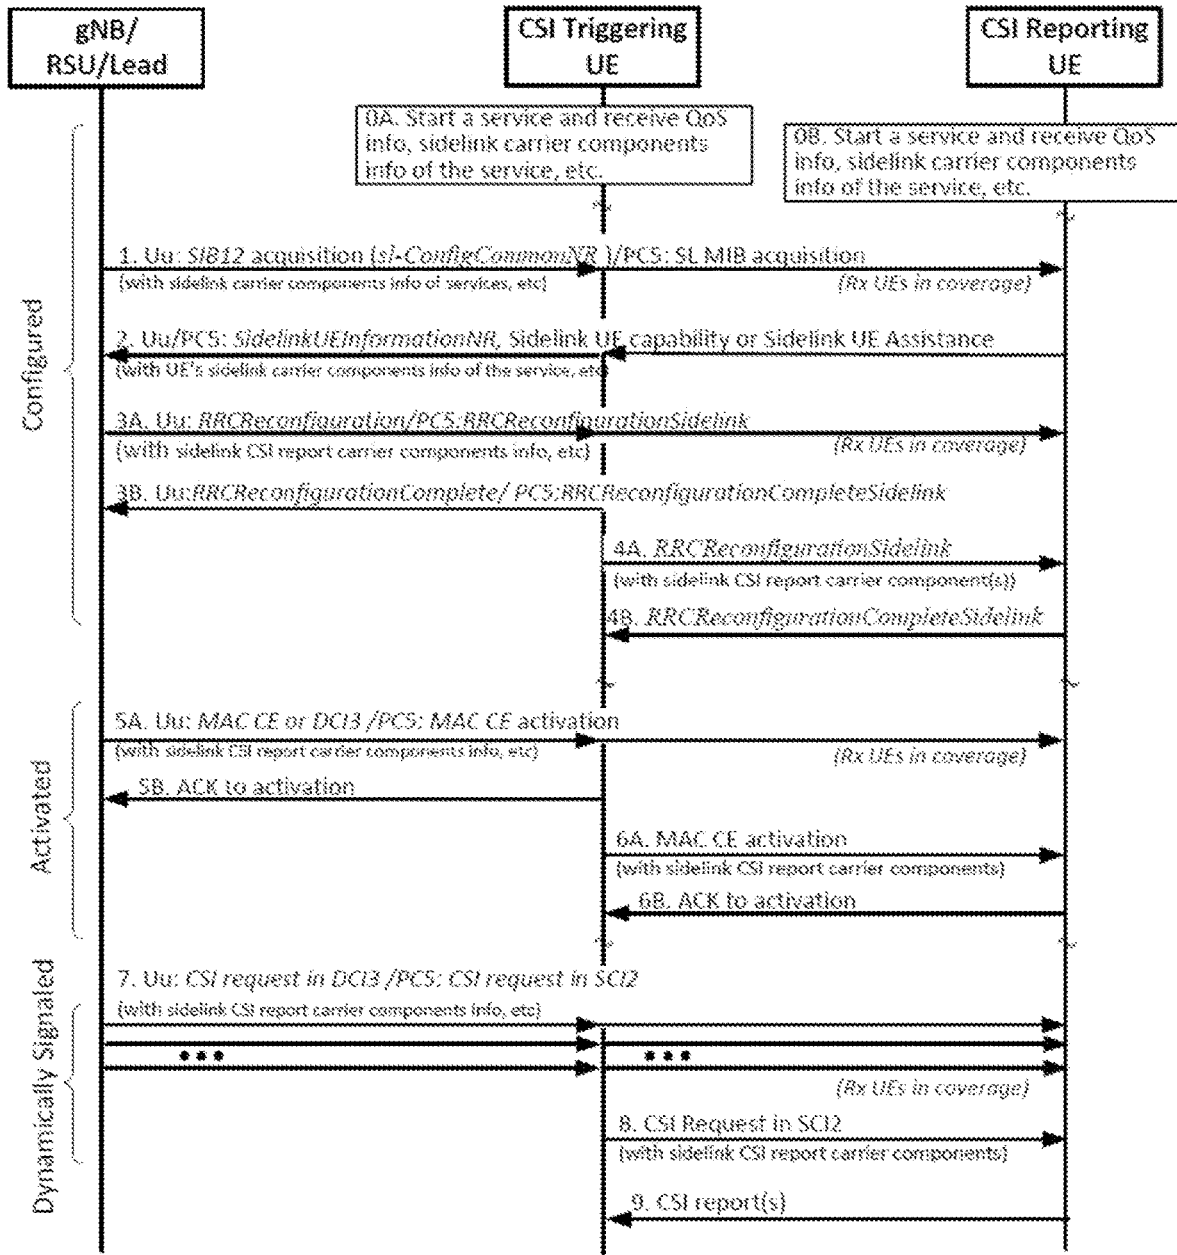 gNB/
RSU/Lead
CSI Triggering
UE
CSI Reporting
UE
0A. Start a service and receive QoS
info, sidelink carrier components
info of the service, etc.
0B. Start a service and receive QoS
info, sidelink carrier components
info of the service, etc.
Configured
1. Uu: SIB12 acquisition (sl-ConfigCommonNR )/PC5: SL MIB acquisition
(with sidelink carrier components info of services, etc)
(Rx UEs in coverage)
2. Uu/PC5: SidelinkUEInformationNR, Sidelink UE capability or Sidelink UE Assistance
(with UE's sidelink carrier components info of the service, etc)
3A. Uu: RRCReconfiguration/PC5:RRCReconfigurationSidelink
(with sidelink CSI report carrier components info, etc)
(Rx UEs in coverage)
3B. Uu:RRCReconfigurationComplete/ PC5:RRCReconfigurationCompleteSidelink
4A. RRCReconfigurationSidelink
(with sidelink CSI report carrier component(s))
4B. RRCReconfigurationCompleteSidelink
Activated
5A. Uu: MAC CE or DCI3 /PC5: MAC CE activation
(with sidelink CSI report carrier components info, etc)
(Rx UEs in coverage)
5B. ACK to activation
6A. MAC CE activation
(with sidelink CSI report carrier components)
6B. ACK to activation
Dynamically Signaled
7. Uu: CSI request in DCI3 /PC5: CSI request in SCI2
(with sidelink CSI report carrier components info, etc)
(Rx UEs in coverage)
8. CSI Request in SCI2
(with sidelink CSI report carrier components)
9. CSI report(s)